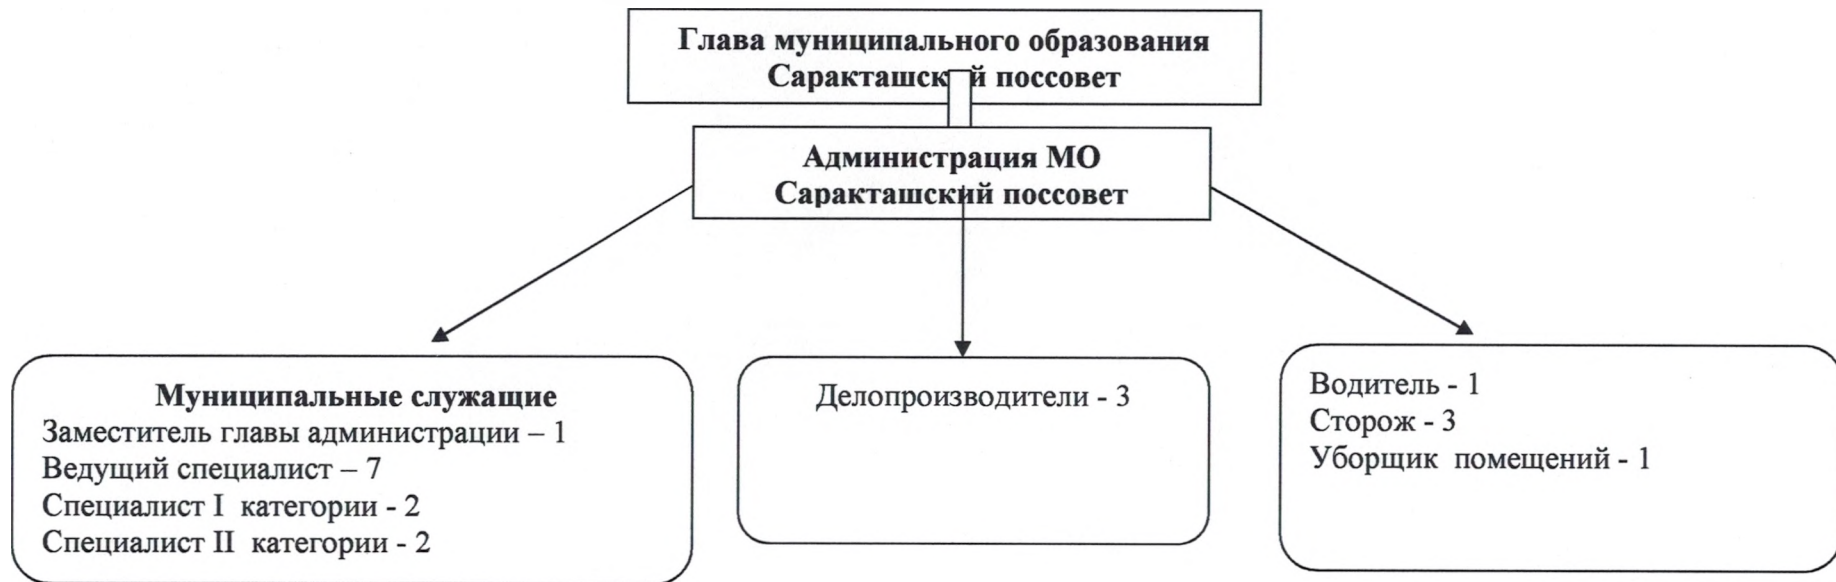 Глава муниципального образования
Саракташский поссовет
Администрация МО
Саракташский поссовет
Муниципальные служащие
Заместитель главы администрации – 1
Ведущий специалист – 7
Специалист I категории - 2
Специалист II категории - 2
Делопроизводители - 3
Водитель - 1
Сторож - 3
Уборщик помещений - 1